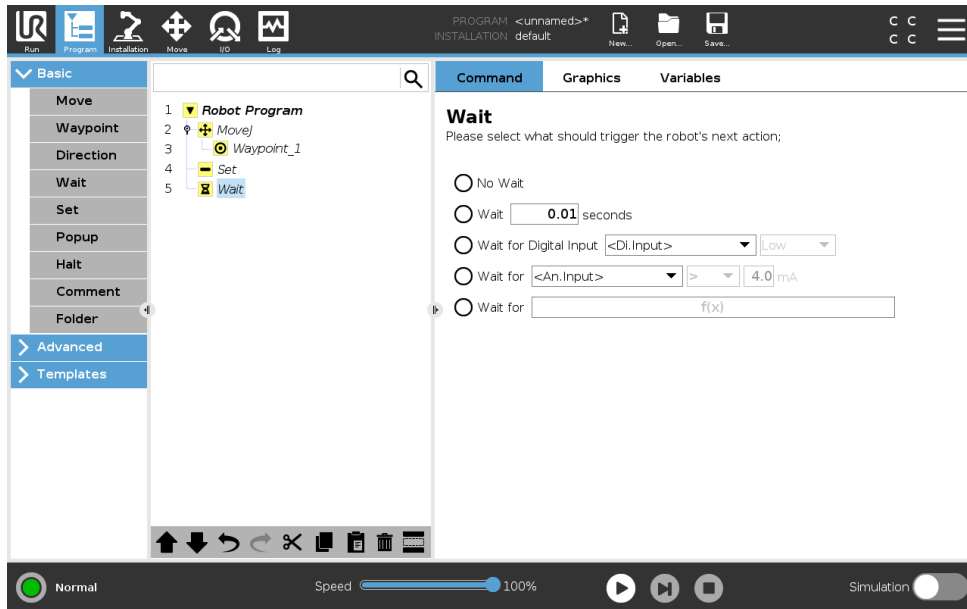 UR
PROGRAM <unnamed>*
INSTALLATION default
C C
C C
Run Program Installation Move I/O Log New... Open... Save...
Basic
Move
Waypoint
Direction
Wait
Set
Popup
Halt
Comment
Folder
Advanced
Templates
1 Robot Program
2 MoveJ
3 Waypoint_1
4 Set
5 Wait
Command Graphics Variables
Wait
Please select what should trigger the robot's next action;
No Wait
Wait 0.01 seconds
Wait for Digital Input <Di.Input> Low
Wait for <An.Input> > 4.0 mA
Wait for f(x)
Normal Speed 100% Simulation